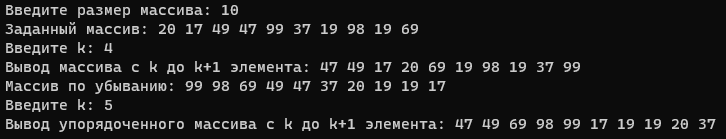 Введите размер массива: 10
Заданный массив: 20 17 49 47 99 37 19 98 19 69
Введите k: 4
Вывод массива с k до k+1 элемента: 47 49 17 20 69 19 98 19 37 99
Массив по убыванию: 99 98 69 49 47 37 20 19 19 17
Введите k: 5
Вывод упорядоченного массива с k до k+1 элемента: 47 49 69 98 99 17 19 19 20 37